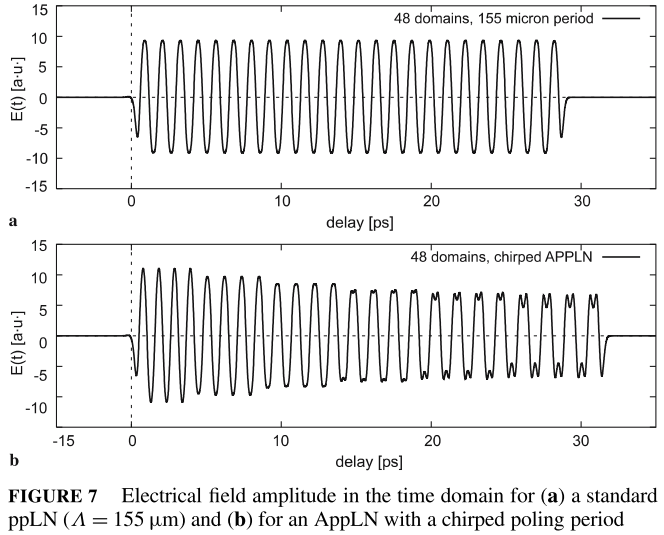 15
48 domains, 155 micron period
10
5
0
-5
-10
-15
E(t) [a·u·]
0
10
20
30
delay [ps]
a
15
48 domains, chirped APPLN
10
5
0
-5
-10
E(t) [a·u·]
-15
0
10
20
30
delay [ps]
b
FIGURE 7 Electrical field amplitude in the time domain for (a) a standard
ppLN (Λ = 155 μm) and (b) for an AppLN with a chirped poling period